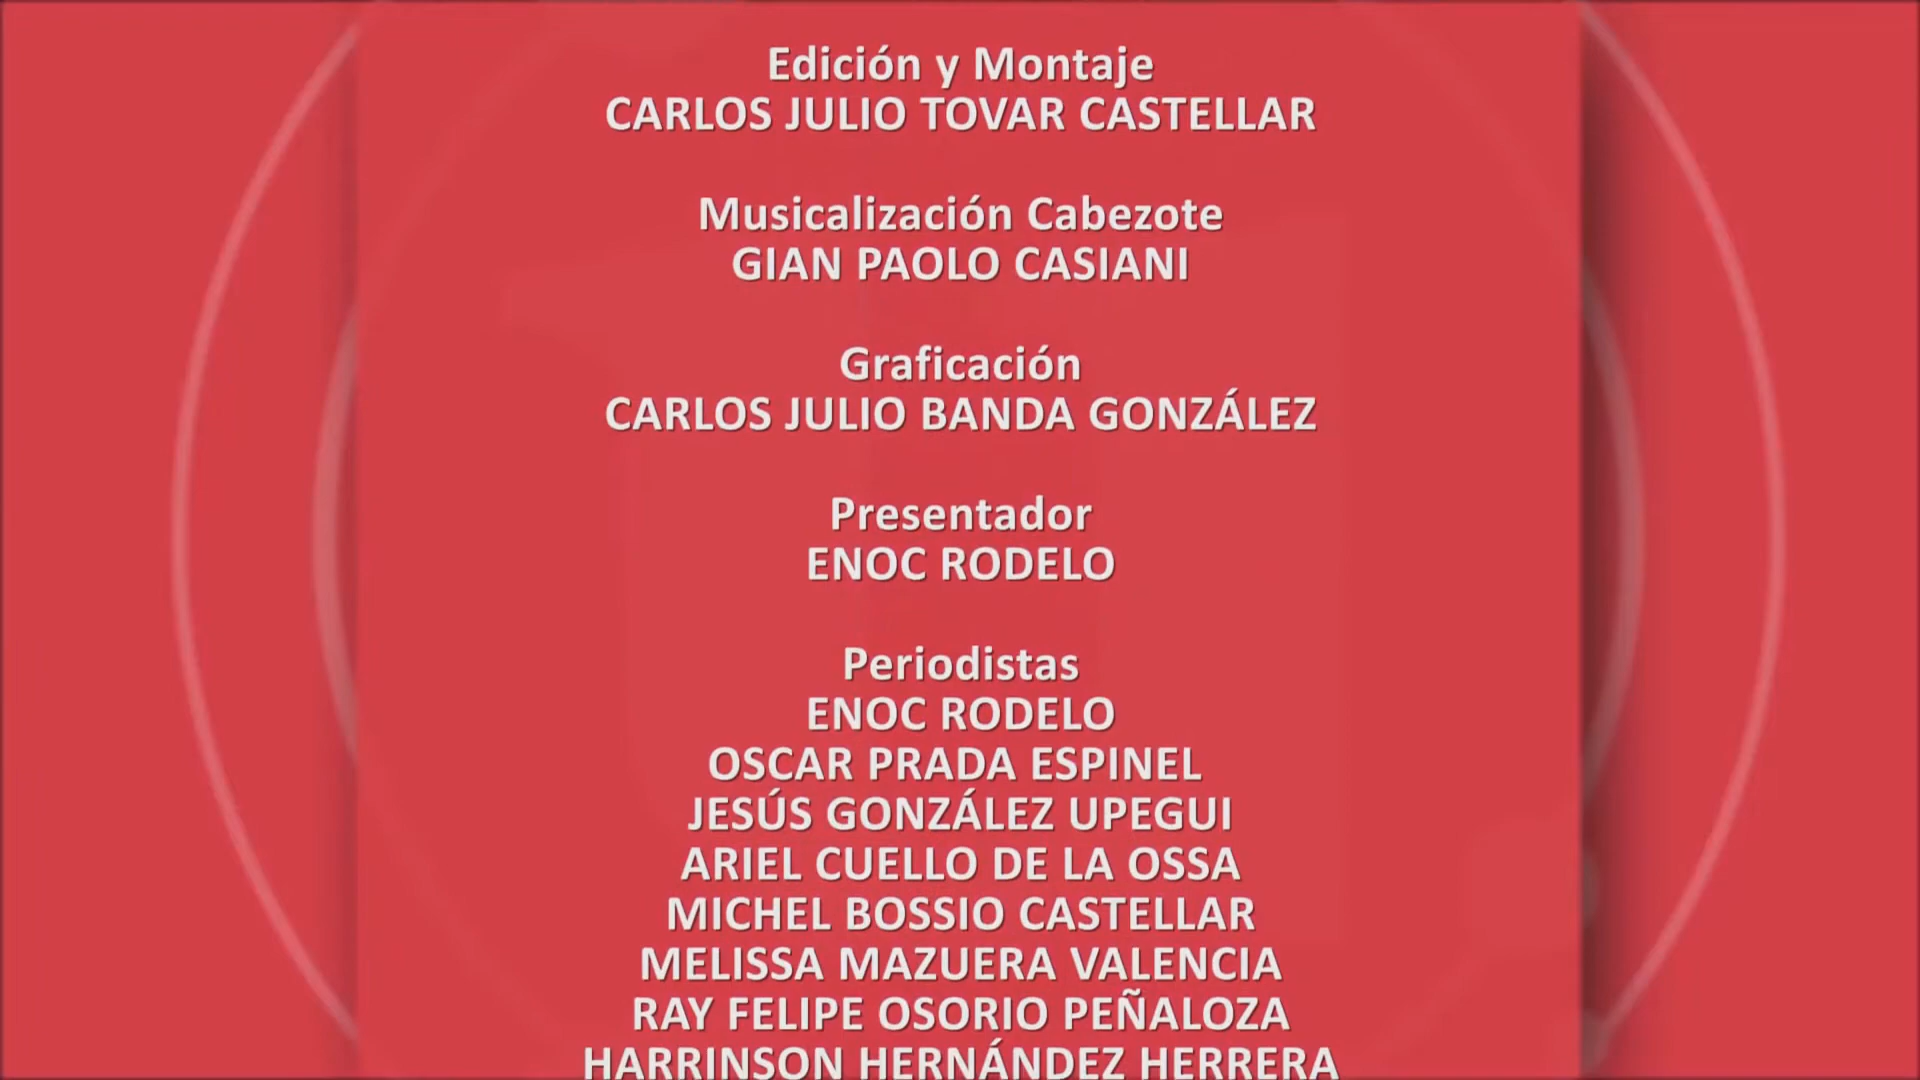 Edición y Montaje
CARLOS JULIO TOVAR CASTELLAR
Musicalización Cabezote
GIAN PAOLO CASIANI
Graficación
CARLOS JULIO BANDA GONZÁLEZ
Presentador
ENOC RODELO
Periodistas
ENOC RODELO
OSCAR PRADA ESPINEL
JESÚS GONZÁLEZ UPEGUI
ARIEL CUELLO DE LA OSSA
MICHEL BOSSIO CASTELLAR
MELISSA MAZUERA VALENCIA
RAY FELIPE OSORIO PEÑALOZA
HARRINSON HERNÁNDEZ HERRERA